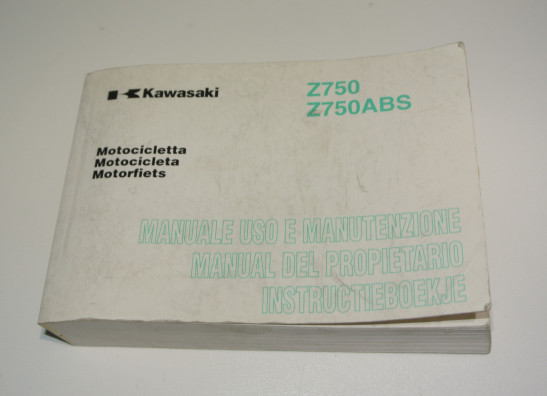 Kawasaki
Z750
Z750ABS
Motocicletta
Motocicleta
Motorfiets
MANUALE USO E MANUTENZIONE
MANUAL DEL PROPIETARIO
INSTRUCTIEBOEKJE